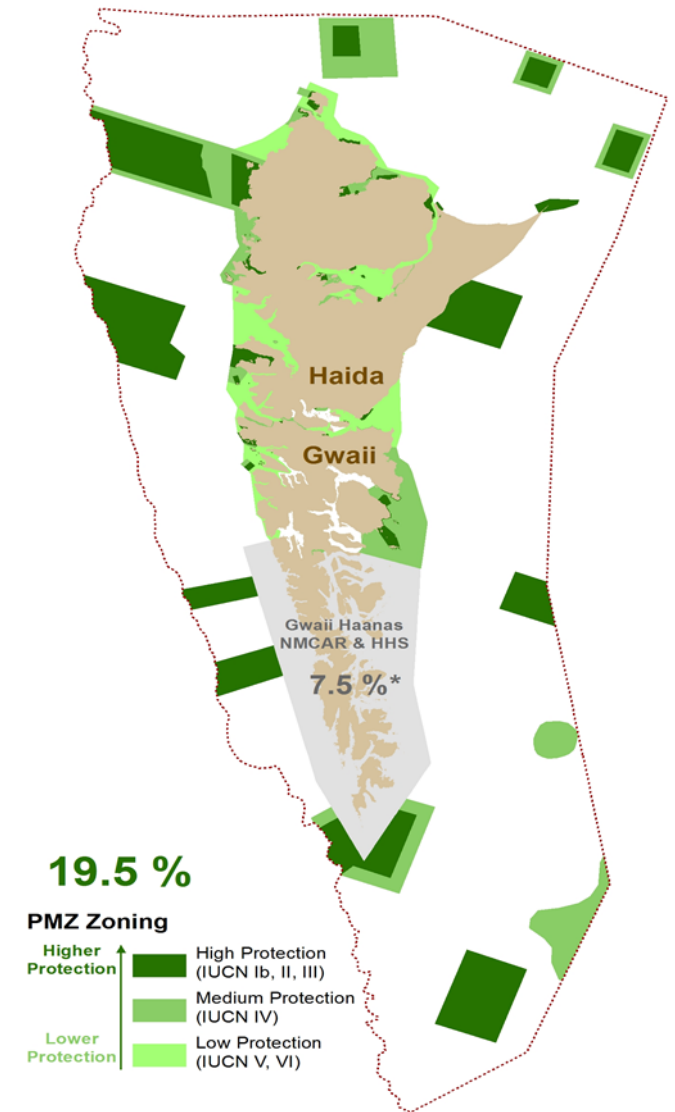 Haida
Gwaii
Gwaii Haanas
NMCAR & HHS
7.5 %*
19.5 %
PMZ Zoning
Higher
Protection
High Protection
(IUCN Ib, II, III)
Medium Protection
(IUCN IV)
Lower
Protection
Low Protection
(IUCN V, VI)